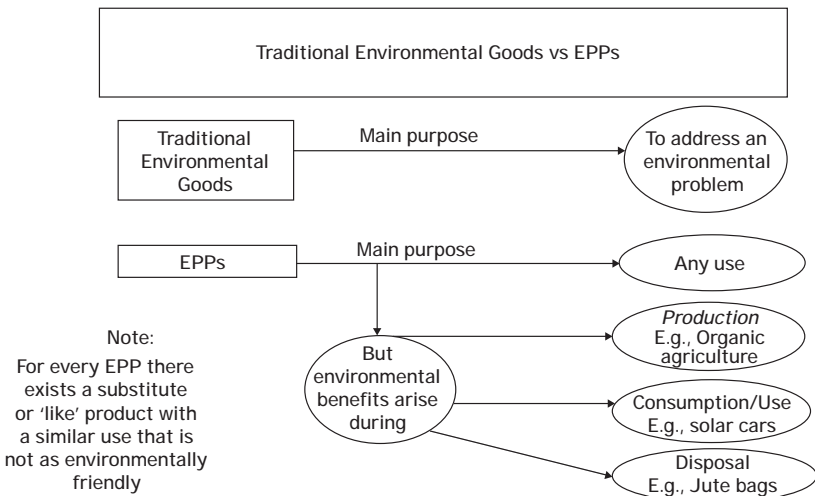 Traditional Environmental Goods vs EPPs
Traditional
Environmental
Goods
Main purpose
To address an
environmental
problem
EPPs
Main purpose
Any use
Note:
For every EPP there
exists a substitute
or ‘like’ product with
a similar use that is
not as environmentally
friendly
But
environmental
benefits arise
during
Production
E.g., Organic
agriculture
Consumption/Use
E.g., solar cars
Disposal
E.g., Jute bags